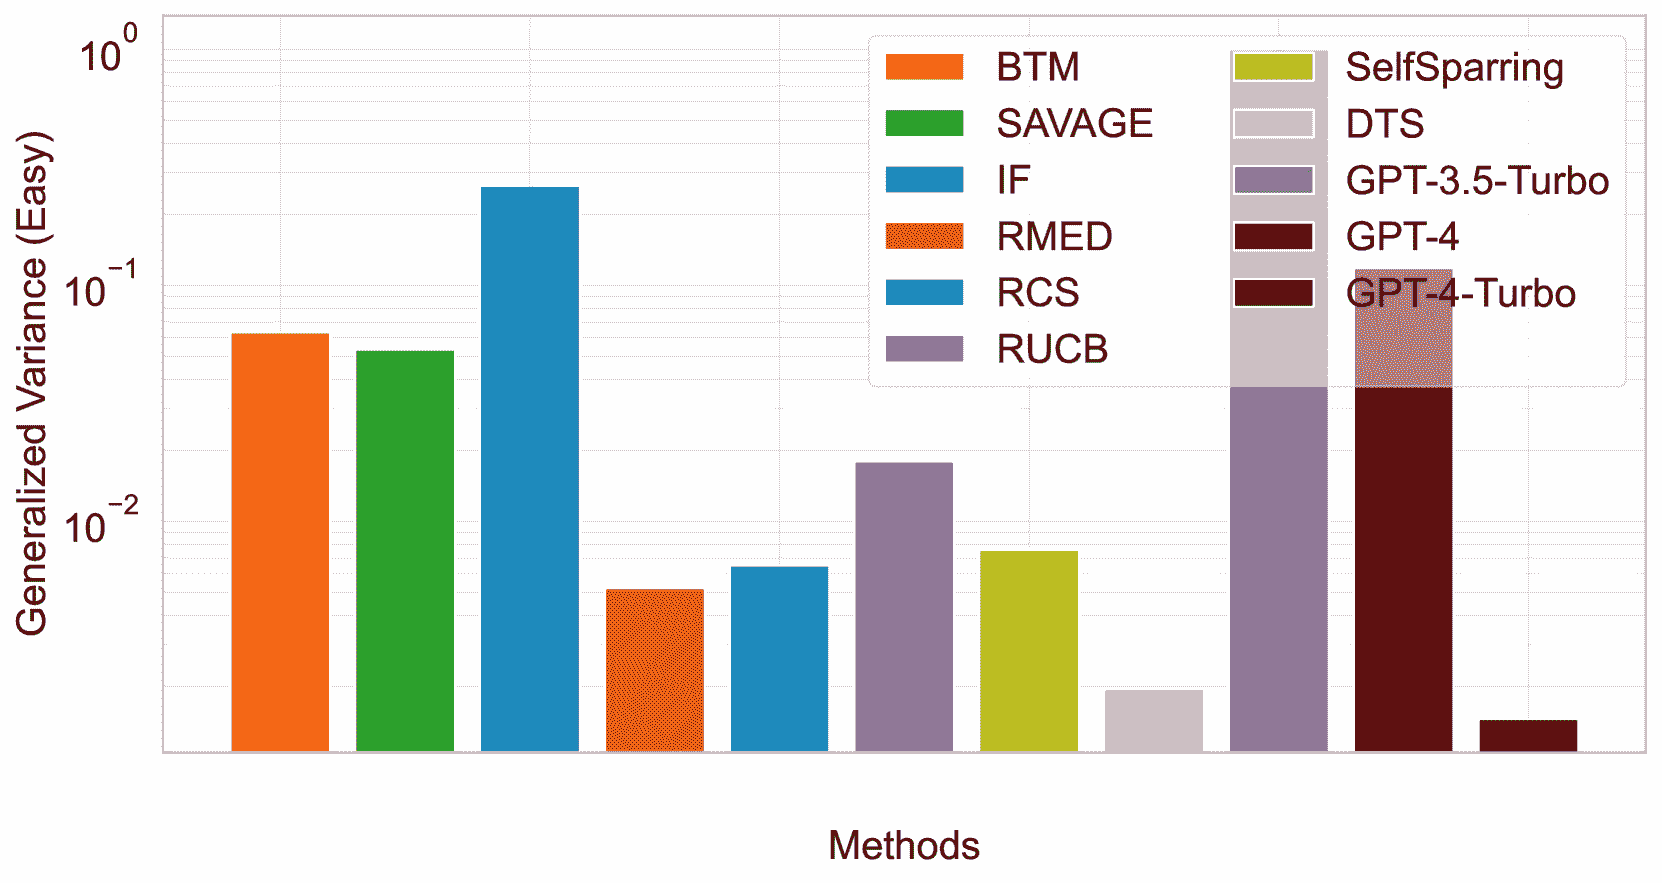 Generalized Variance (Easy)
10^0
10^−1
10^−2
BTM
SAVAGE
IF
RMED
RCS
RUCB
SelfSparring
DTS
GPT-3.5-Turbo
GPT-4
GPT-4-Turbo
Methods